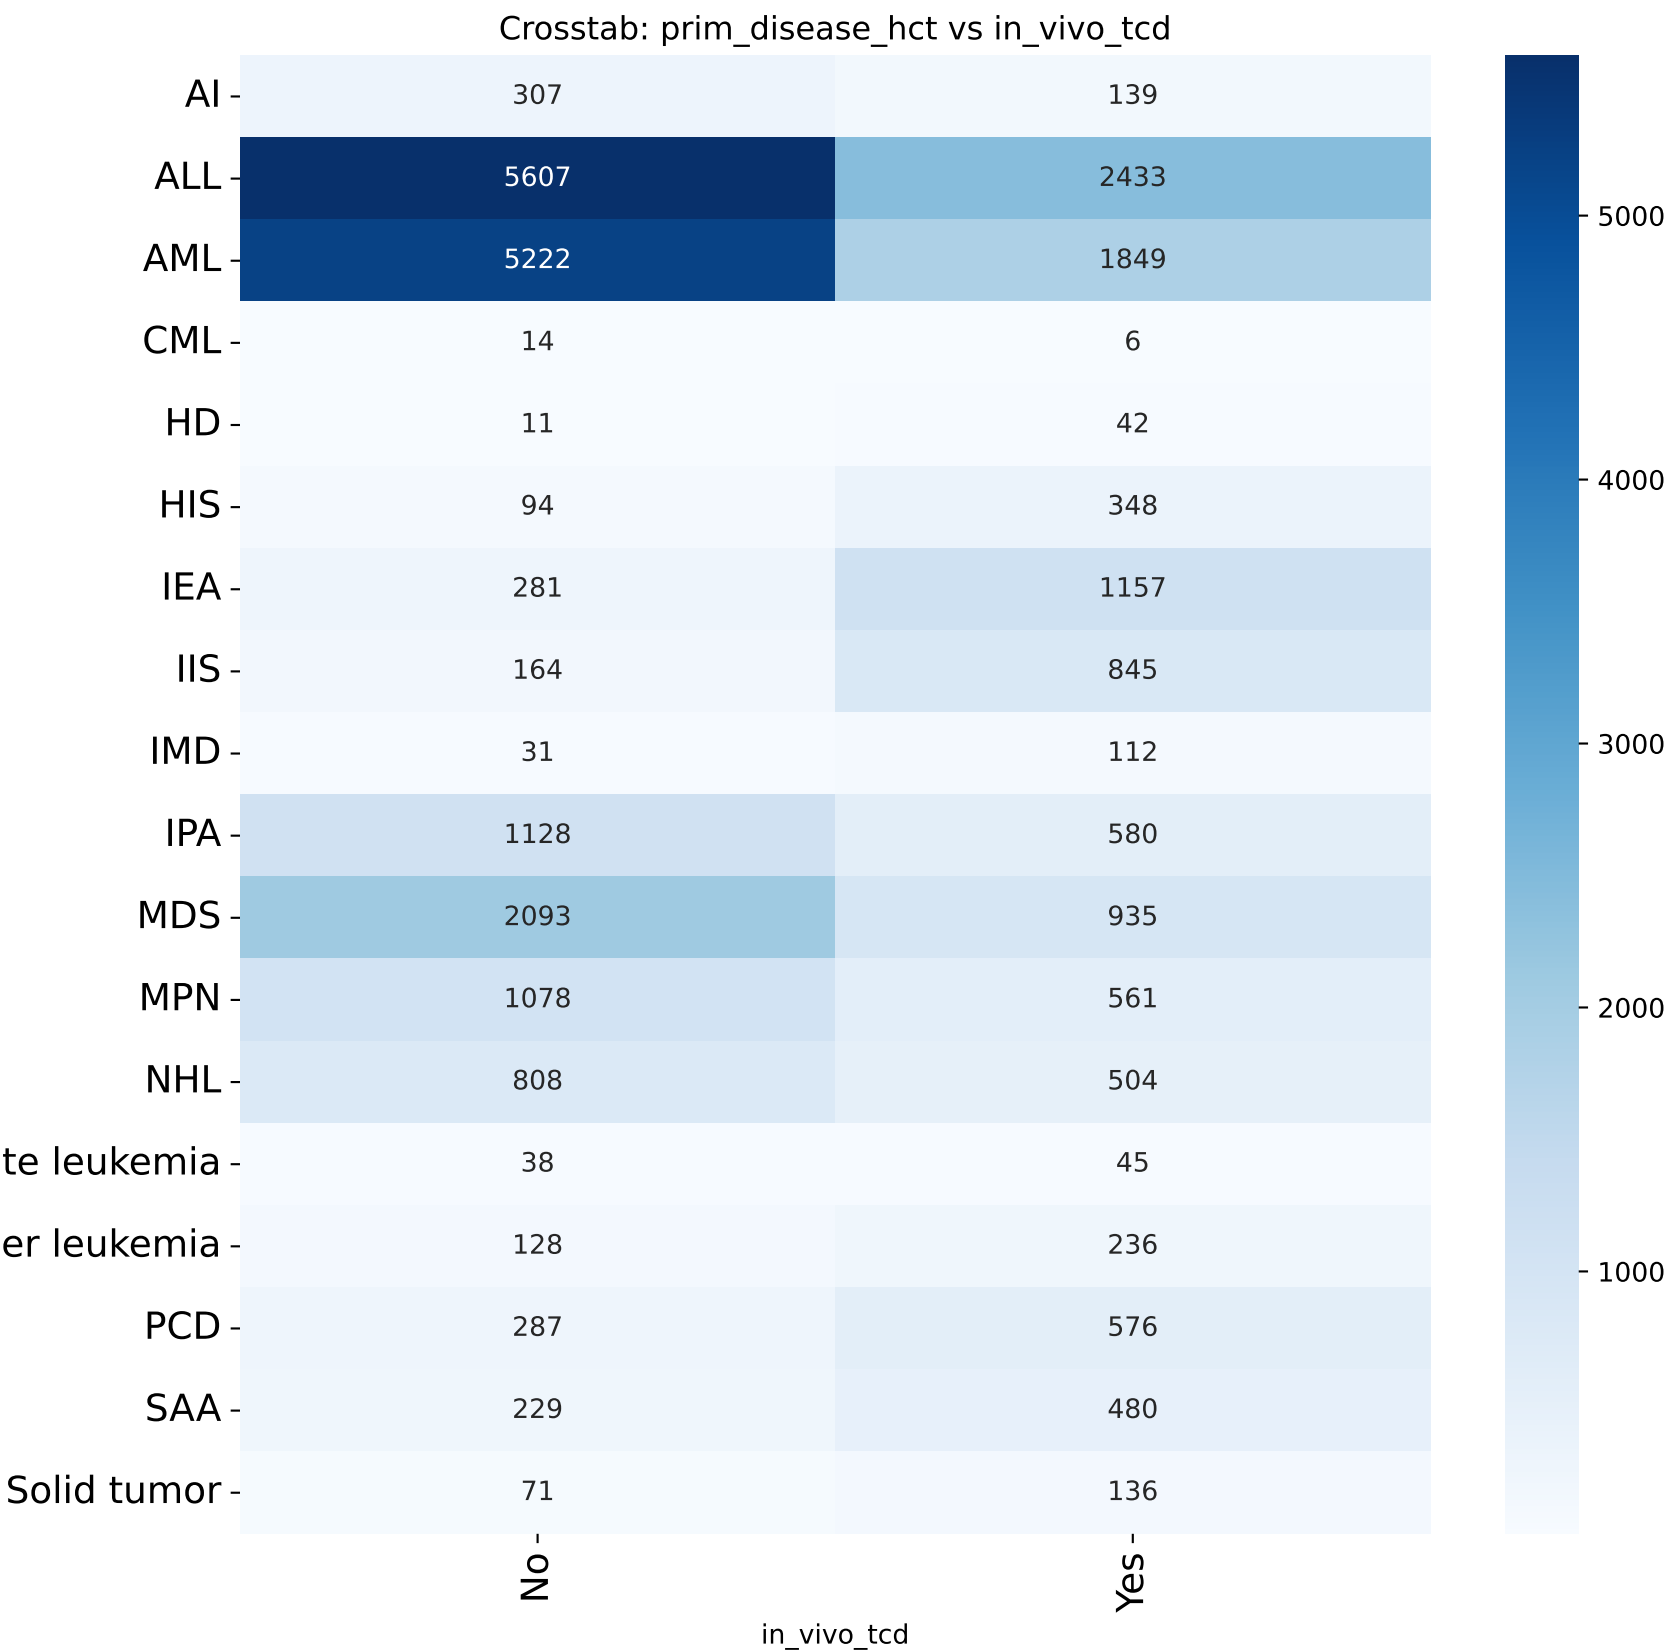 Crosstab: prim_disease_hct vs in_vivo_tcd
AI 307 139
ALL 5607 2433
AML 5222 1849
CML 14 6
HD 11 42
HIS 94 348
IEA 281 1157
IIS 164 845
IMD 31 112
IPA 1128 580
MDS 2093 935
MPN 1078 561
NHL 808 504
te leukemia 38 45
er leukemia 128 236
PCD 287 576
SAA 229 480
Solid tumor 71 136
No Yes
in_vivo_tcd
5000
4000
3000
2000
1000